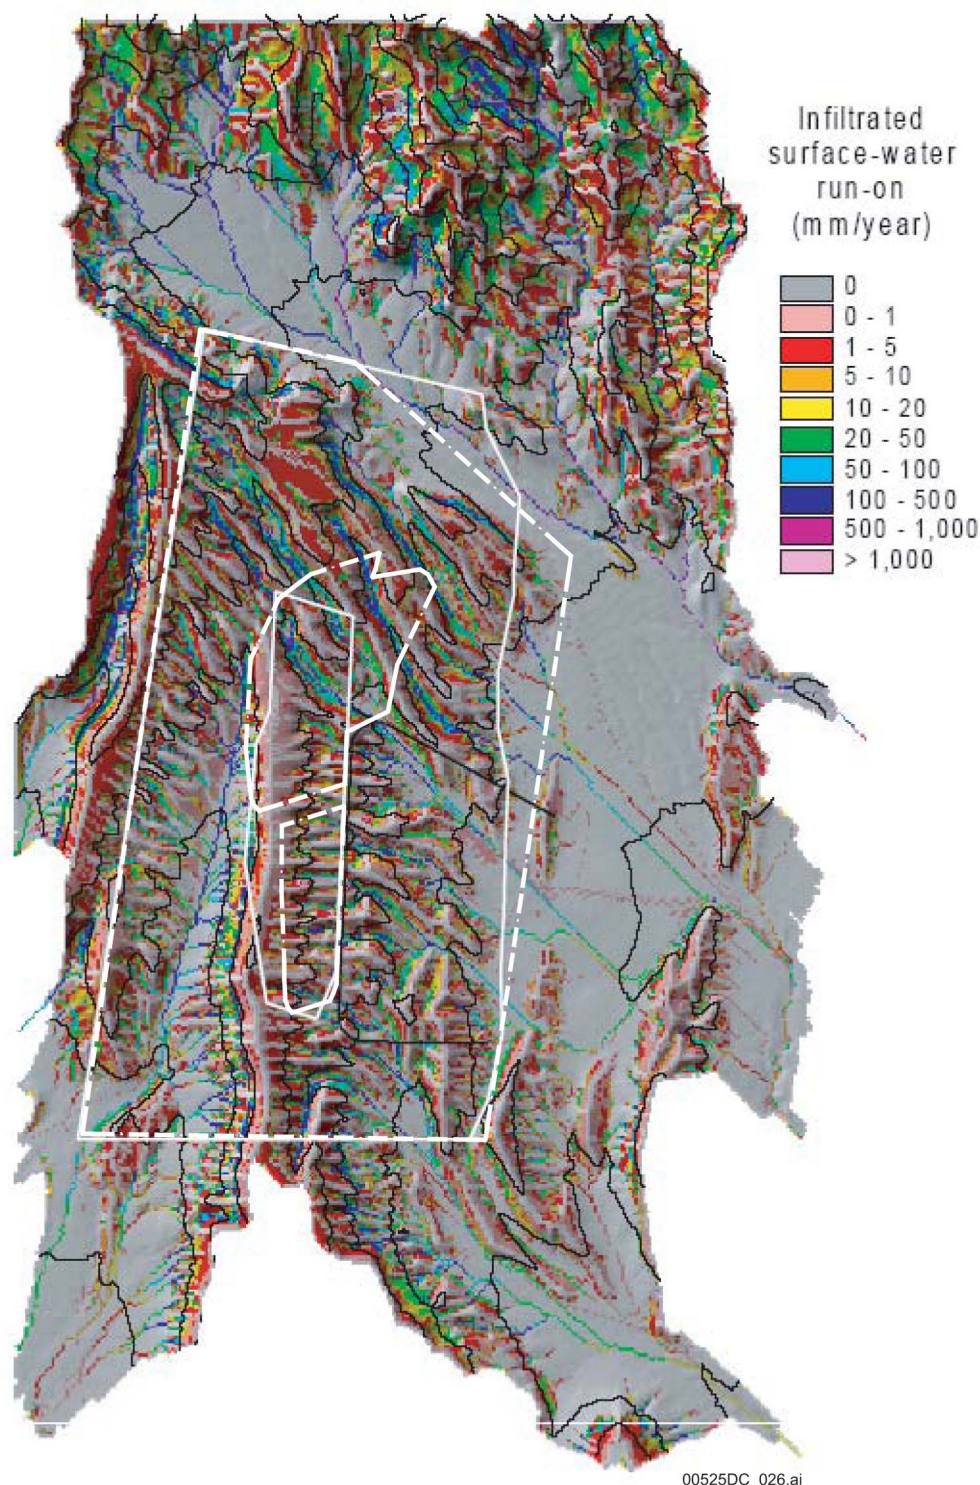 Infiltrated
surface-water
run-on
(mm/year)
0
0 - 1
1 - 5
5 - 10
10 - 20
20 - 50
50 - 100
100 - 500
500 - 1,000
> 1,000
00525DC_026.ai